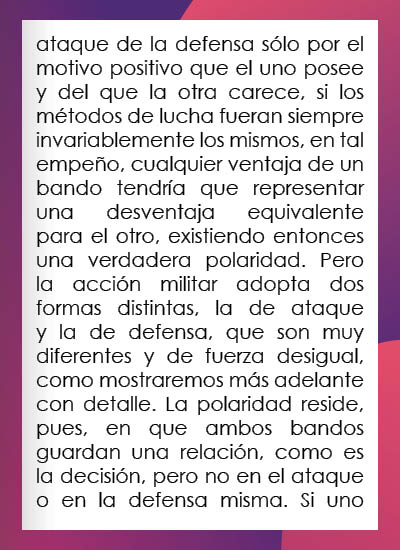 ataque de la defensa sólo por el
motivo positivo que el uno posee
y del que la otra carece, si los
métodos de lucha fueran siempre
invariablemente los mismos, en tal
empeño, cualquier ventaja de un
bando tendría que representar
una desventaja equivalente
para el otro, existiendo entonces
una verdadera polaridad. Pero
la acción militar adopta dos
formas distintas, la de ataque
y la de defensa, que son muy
diferentes y de fuerza desigual,
como mostraremos más adelante
con detalle. La polaridad reside,
pues, en que ambos bandos
guardan una relación, como es
la decisión, pero no en el ataque
o en la defensa misma. Si uno